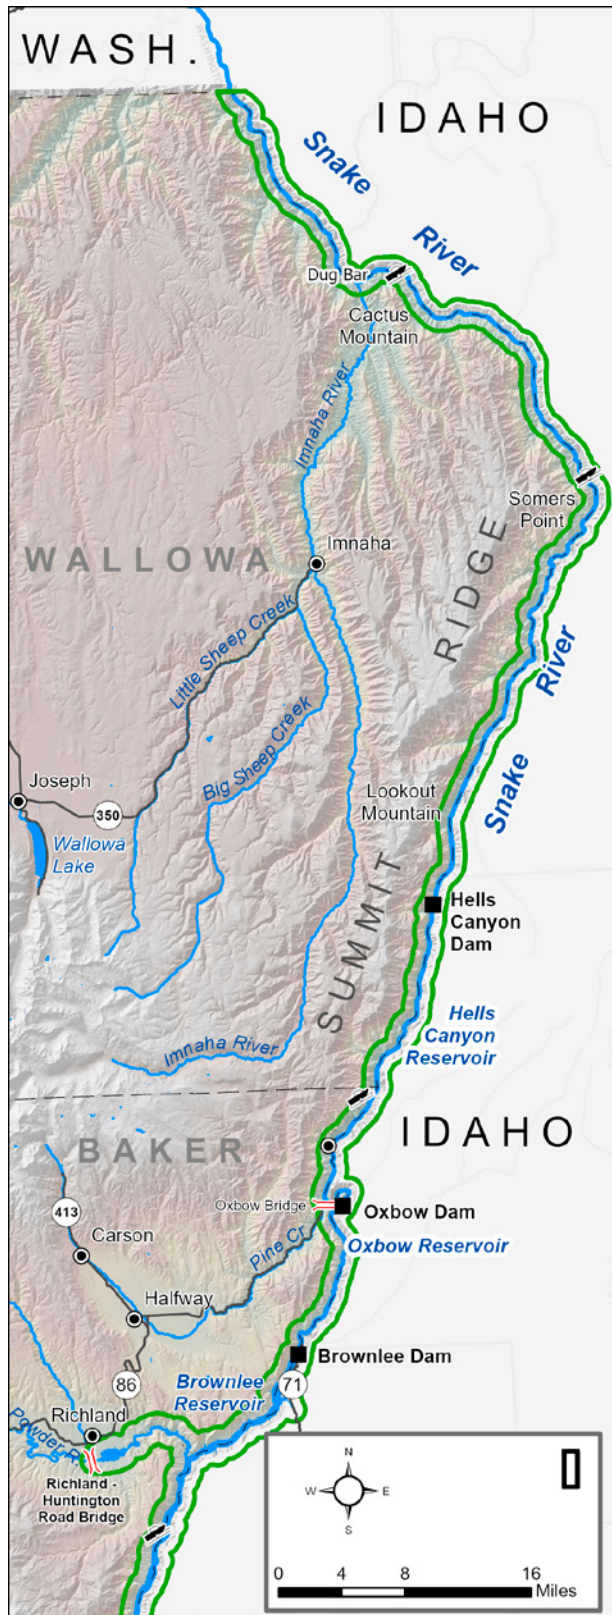 WASH.
IDAHO
Snake
River
Dug Bar
Cactus
Mountain
Imnaha River
Somers
Point
Imnaha
WALLOWA
RIDGE
Little Sheep Creek
River
Big Sheep Creek
Joseph
350
Lookout
Mountain
Snake
Wallowa
Lake
SUMMIT
Hells
Canyon
Dam
Hells
Canyon
Reservoir
Imnaha River
IDAHO
BAKER
Oxbow Bridge
Oxbow Dam
413
Carson
Pine Cr.
Oxbow Reservoir
Halfway
Brownlee Dam
86
Brownlee
Reservoir
71
Richland
Powder R.
Richland -
Huntington
Road Bridge
N
W E
S
0 4 8 16
Miles